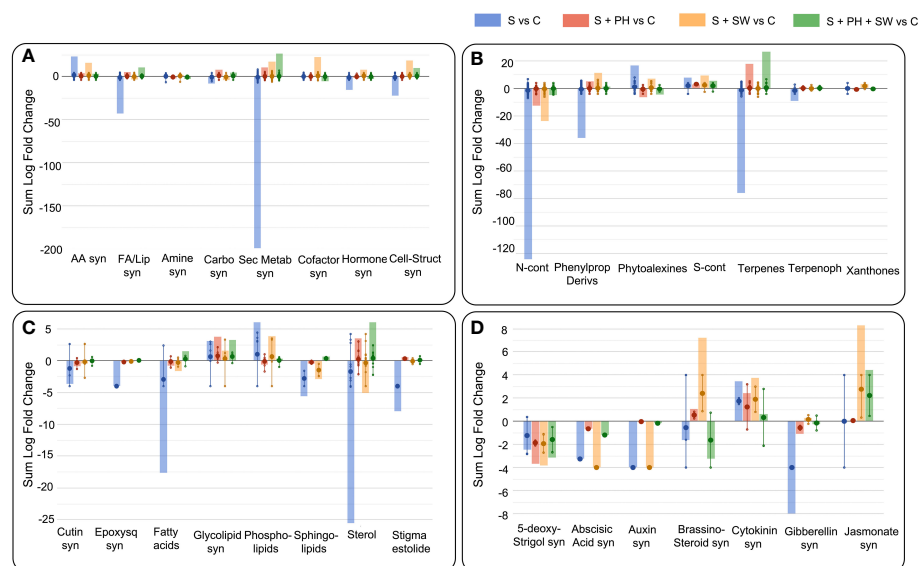 S vs C S + PH vs C S + SW vs C S + PH + SW vs C
A
Sum Log Fold Change
0
-50
-100
-150
-200
AA syn FA/Lip Amine Carbo Sec Metab Cofactor Hormone Cell-Struct
syn syn syn syn syn syn syn
B
Sum Log Fold Change
20
0
-20
-40
-60
-80
-100
-120
N-cont Phenylprop Phytoalexines S-cont Terpenes Terpenoph Xanthones
Derivs
C
Sum Log Fold Change
5
0
-5
-10
-15
-20
-25
Cutin Epoxysq Fatty Glycolipid Phospho- Sphingo- Sterol Stigma
syn syn acids syn lipids lipids estolide
D
Sum Log Fold Change
8
6
4
2
0
-2
-4
-6
-8
5-deoxy- Abscisic Auxin Brassino- Cytokinin Gibberellin Jasmonate
Strigol syn Acid syn syn Steroid syn syn syn syn